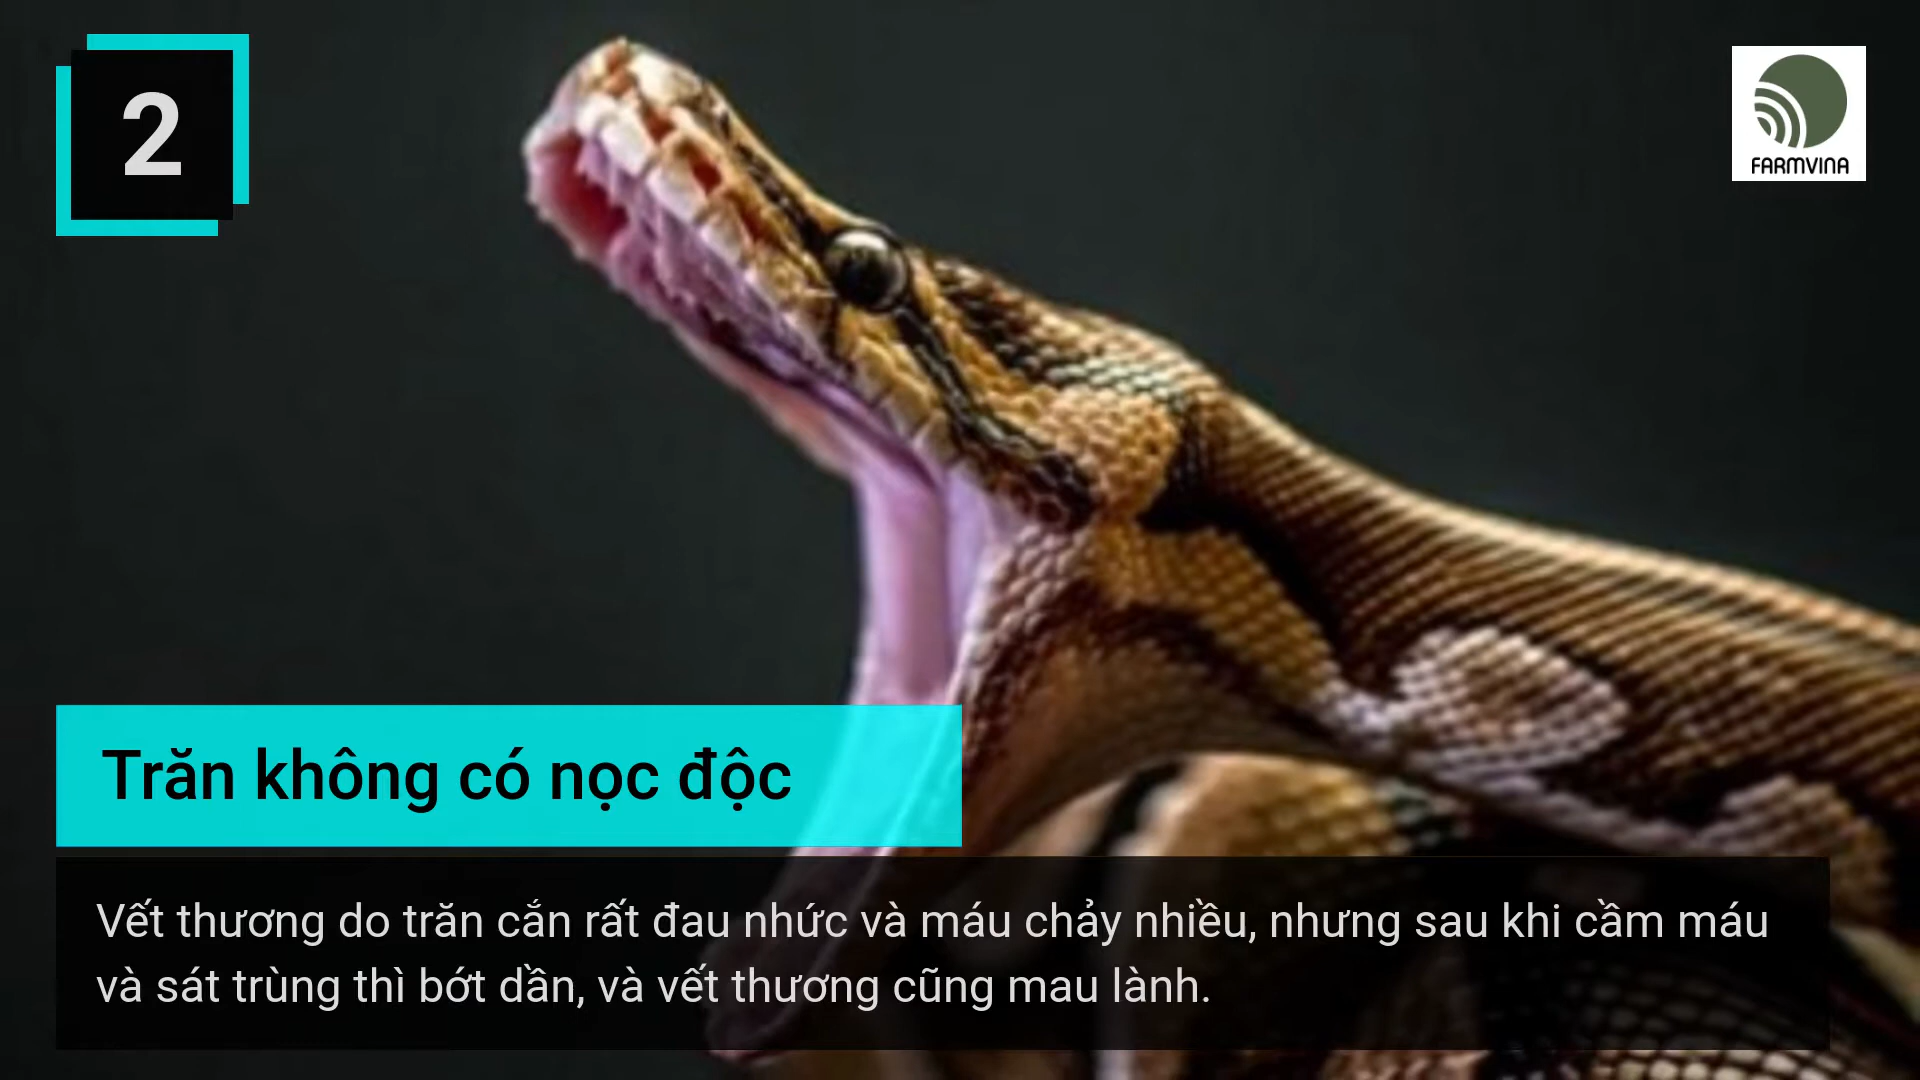 2
FARMVINA
Trăn không có nọc độc
Vết thương do trăn cắn rất đau nhức và máu chảy nhiều, nhưng sau khi cầm máu
và sát trùng thì bớt dần, và vết thương cũng mau lành.